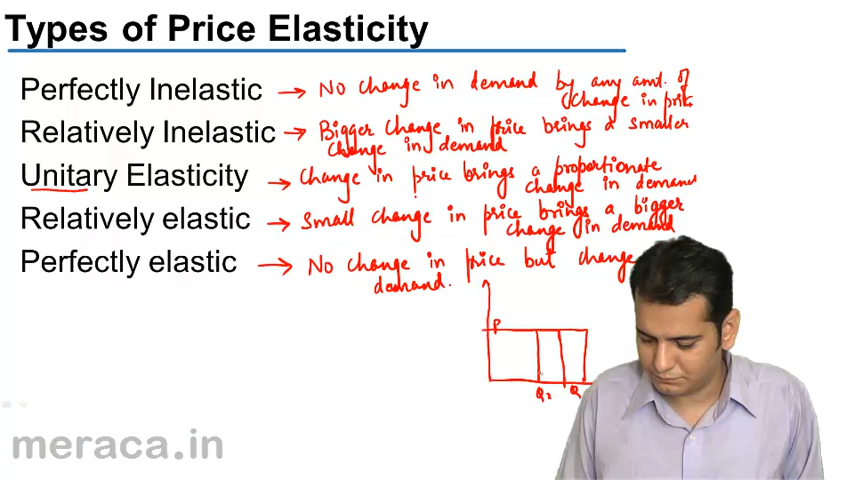 Types of Price Elasticity
Perfectly Inelastic → No change in demand by any amt. of
change in price
Relatively Inelastic → Bigger change in price brings a smaller
change in demand
Unitary Elasticity → Change in price brings a proportionate
change in demand
Relatively elastic → Small change in price brings a bigger
change in demand
Perfectly elastic → No change in price but change
demand.
P
Q₂ Q
meraca.in